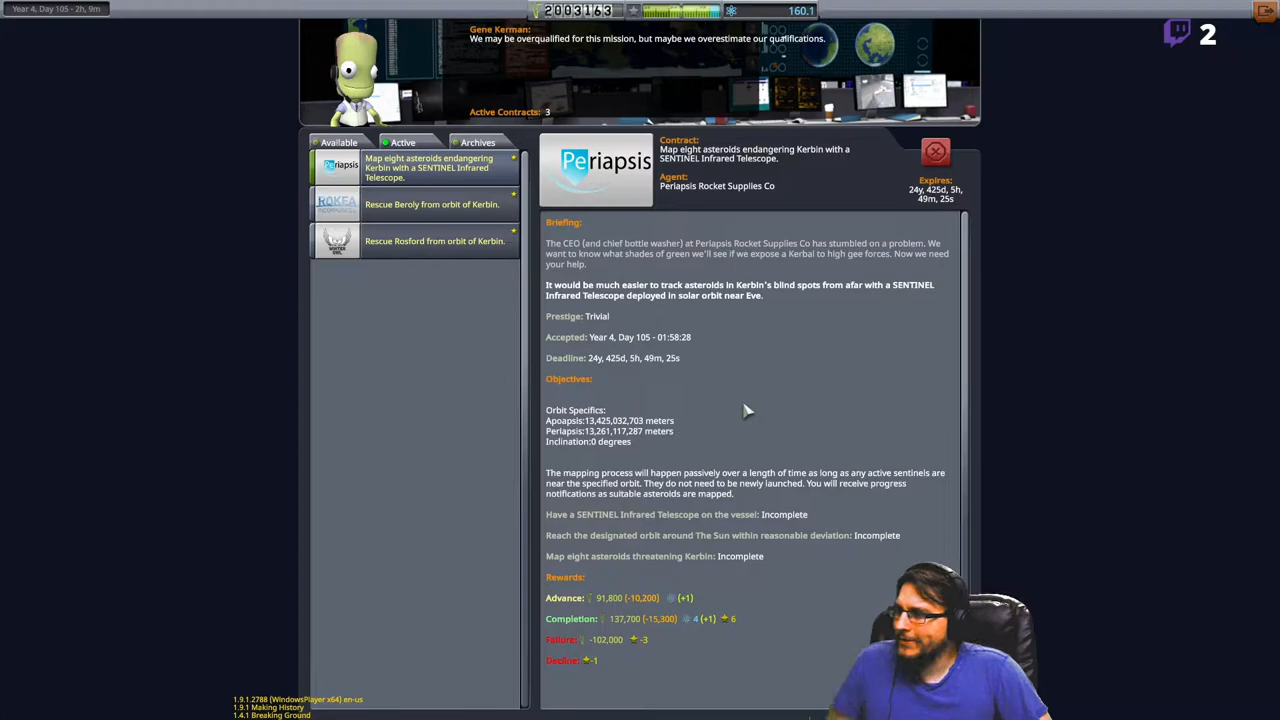 Year 4, Day 105 - 2h, 9m
2003163
160.1
2
Gene Kerman:
We may be overqualified for this mission, but maybe we overestimate our qualifications.
Active Contracts: 3
Available
Active
Archives
Periapsis
Map eight asteroids endangering
Kerbin with a SENTINEL Infrared
Telescope.
ROKEA
INCORPORATED
Rescue Beroly from orbit of Kerbin.
WINTER
OWL
Rescue Rosford from orbit of Kerbin.
Periapsis
Contract:
Map eight asteroids endangering Kerbin with a
SENTINEL Infrared Telescope.
Agent:
Periapsis Rocket Supplies Co
Expires:
24y, 425d, 5h,
49m, 25s
Briefing:
The CEO (and chief bottle washer) at Periapsis Rocket Supplies Co has stumbled on a problem. We
want to know what shades of green we'll see if we expose a Kerbal to high gee forces. Now we need
your help.
It would be much easier to track asteroids in Kerbin's blind spots from afar with a SENTINEL
Infrared Telescope deployed in solar orbit near Eve.
Prestige: Trivial
Accepted: Year 4, Day 105 - 01:58:28
Deadline: 24y, 425d, 5h, 49m, 25s
Objectives:
Orbit Specifics:
Apoapsis:13,425,032,703 meters
Periapsis:13,261,117,287 meters
Inclination:0 degrees
The mapping process will happen passively over a length of time as long as any active sentinels are
near the specified orbit. They do not need to be newly launched. You will receive progress
notifications as suitable asteroids are mapped.
Have a SENTINEL Infrared Telescope on the vessel: Incomplete
Reach the designated orbit around The Sun within reasonable deviation: Incomplete
Map eight asteroids threatening Kerbin: Incomplete
Rewards:
Advance: 91,800 (-10,200) (+1)
Completion: 137,700 (-15,300) 4 (+1) 6
Failure: -102,000 -3
Decline: -1
1.9.1.2788 (WindowsPlayer x64) en-us
1.9.1 Making History
1.4.1 Breaking Ground